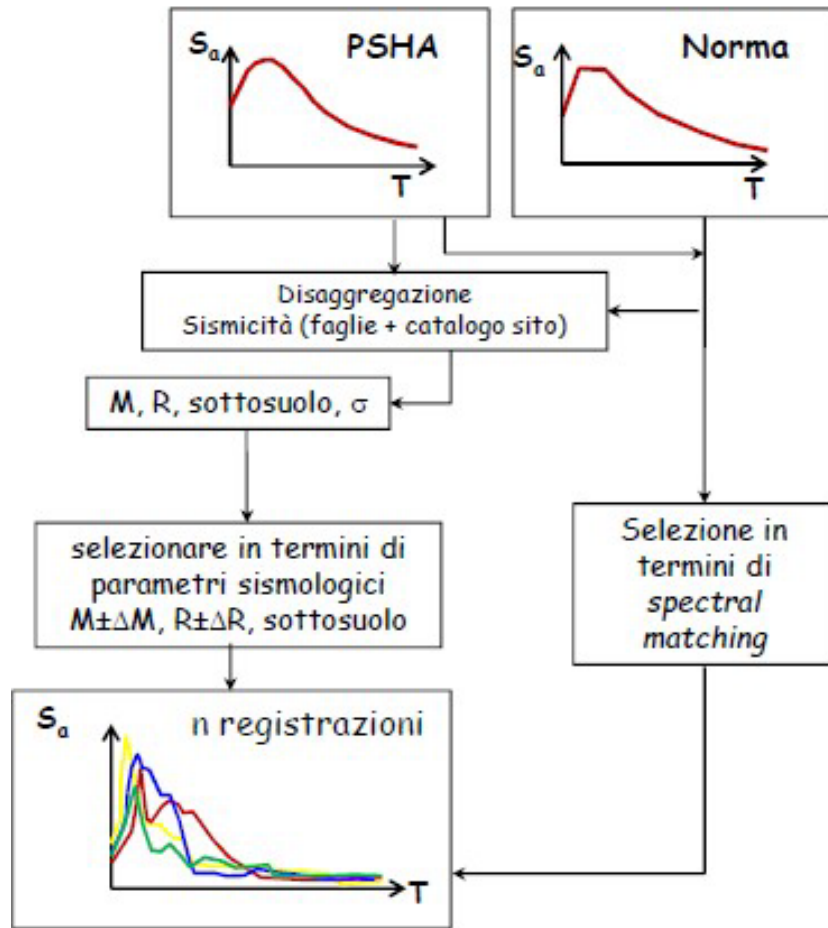 PSHA
Sa
T
Norma
Sa
T
Disaggregazione
Sismicità (faglie + catalogo sito)
M, R, sottosuolo, σ
selezionare in termini di
parametri sismologici
M±ΔM, R±ΔR, sottosuolo
Selezione in
termini di
spectral
matching
n registrazioni
Sa
T